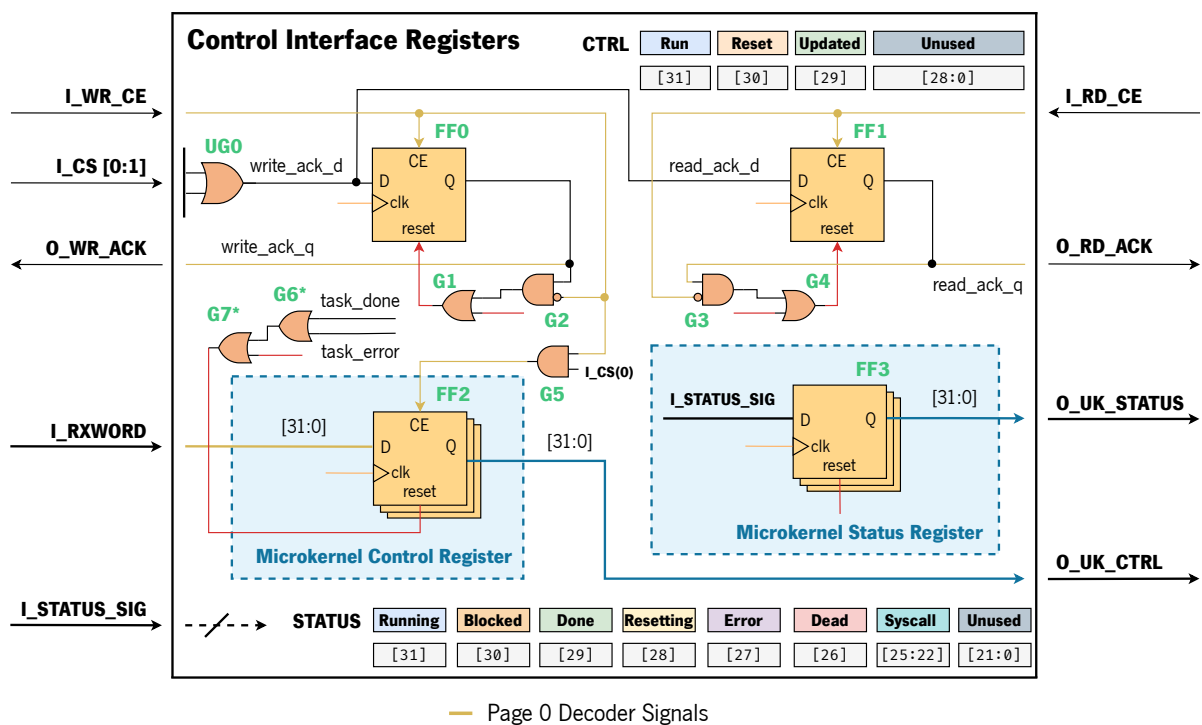 Control Interface Registers
CTRL Run Reset Updated Unused
[31] [30] [29] [28:0]
I_WR_CE
I_RD_CE
FF0
FF1
UG0
I_CS [0:1]
write_ack_d
CE
D Q
clk
reset
read_ack_d
CE
D Q
clk
reset
O_WR_ACK
write_ack_q
O_RD_ACK
read_ack_q
G1
G2
G3
G4
G6*
G7*
task_done
task_error
G5
I_CS(0)
FF2
FF3
I_RXWORD
[31:0]
CE
D Q
clk
reset
[31:0]
Microkernel Control Register
I_STATUS_SIG
D Q
clk
reset
[31:0]
O_UK_STATUS
Microkernel Status Register
O_UK_CTRL
I_STATUS_SIG
STATUS Running Blocked Done Resetting Error Dead Syscall Unused
[31] [30] [29] [28] [27] [26] [25:22] [21:0]
Page 0 Decoder Signals